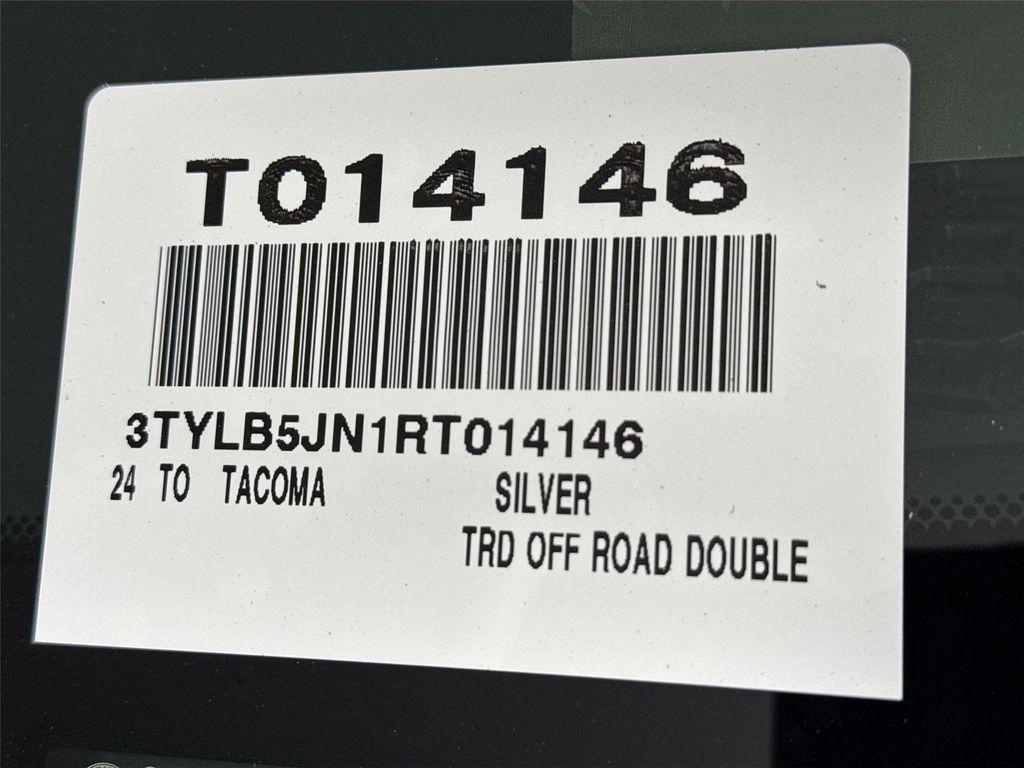 T014146
3TYLB5JN1RT014146
24 TO TACOMA SILVER
TRD OFF ROAD DOUBLE